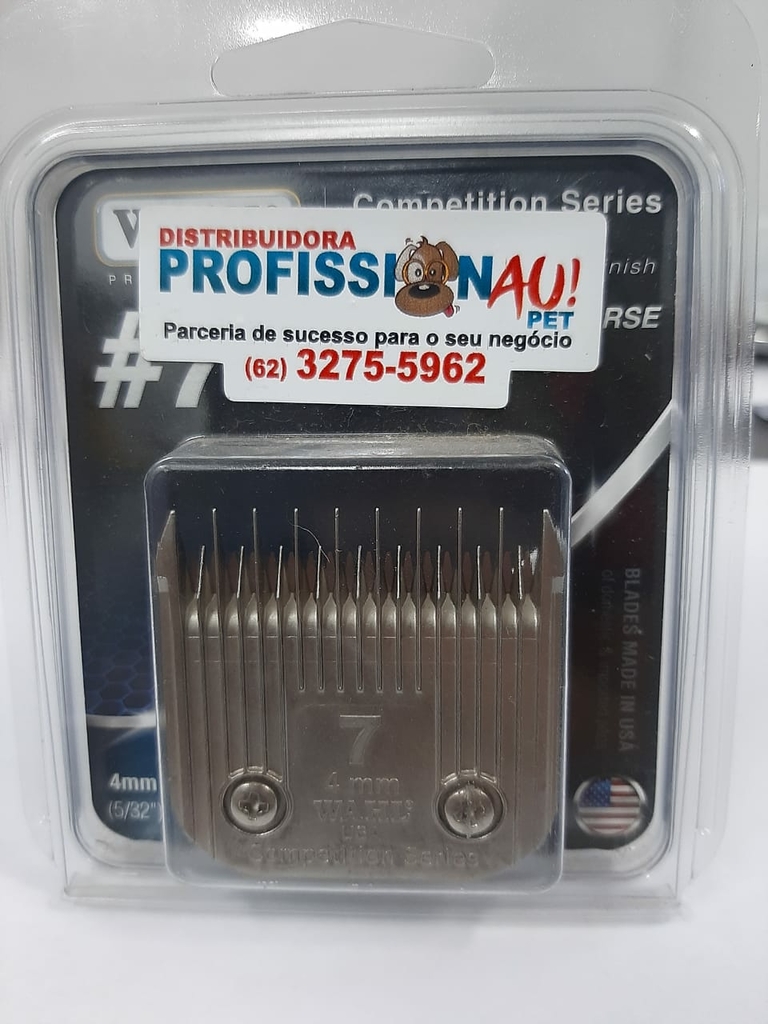 Competition Series
DISTRIBUIDORA
PROFISSIONAU!
PET
Parceria de sucesso para o seu negócio
(62) 3275-5962
#7
BLADES MADE IN USA
4mm
(5/32")
7
4 mm
WAHL
USA
Competition Series